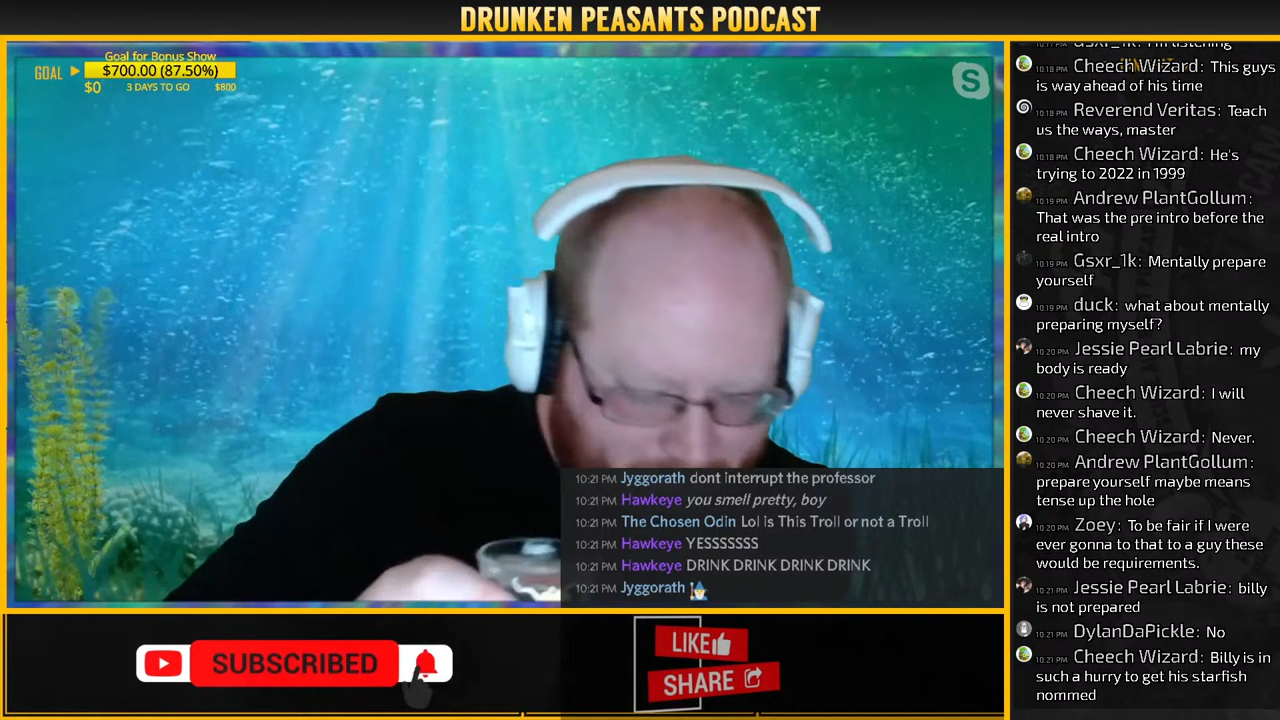 DRUNKEN PEASANTS PODCAST
Goal for Bonus Show
GOAL
$700.00 (87.50%)
$0
3 DAYS TO GO
$800
S
10:21 PM Jyggorath dont interrupt the professor
10:21 PM Hawkeye you smell pretty, boy
10:21 PM The Chosen Odin Lol is This Troll or not a Troll
10:21 PM Hawkeye YESSSSSSS
10:21 PM Hawkeye DRINK DRINK DRINK DRINK
10:21 PM Jyggorath
SUBSCRIBED
LIKE
SHARE
10:17 PM Gsxr_1k: I'm listening
10:18 PM Cheech Wizard: This guys
is way ahead of his time
10:18 PM Reverend Veritas: Teach
us the ways, master
10:18 PM Cheech Wizard: He's
trying to 2022 in 1999
10:19 PM Andrew PlantGollum:
That was the pre intro before the
real intro
10:19 PM Gsxr_1k: Mentally prepare
yourself
10:19 PM duck: what about mentally
preparing myself?
10:20 PM Jessie Pearl Labrie: my
body is ready
10:20 PM Cheech Wizard: I will
never shave it.
10:20 PM Cheech Wizard: Never.
10:20 PM Andrew PlantGollum:
prepare yourself maybe means
tense up the hole
10:20 PM Zoey: To be fair if I were
ever gonna to that to a guy these
would be requirements.
10:21 PM Jessie Pearl Labrie: billy
is not prepared
10:21 PM DylanDaPickle: No
10:21 PM Cheech Wizard: Billy is in
such a hurry to get his starfish
nommed